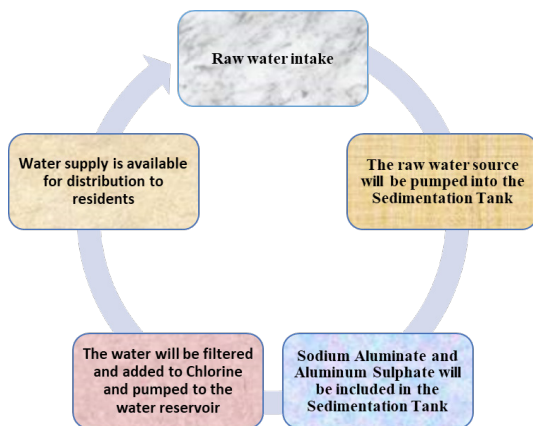 Raw water intake
The raw water source
will be pumped into the
Sedimentation Tank
Sodium Aluminate and
Aluminum Sulphate will
be included in the
Sedimentation Tank
The water will be filtered
and added to Chlorine
and pumped to the
water reservoir
Water supply is available
for distribution to
residents